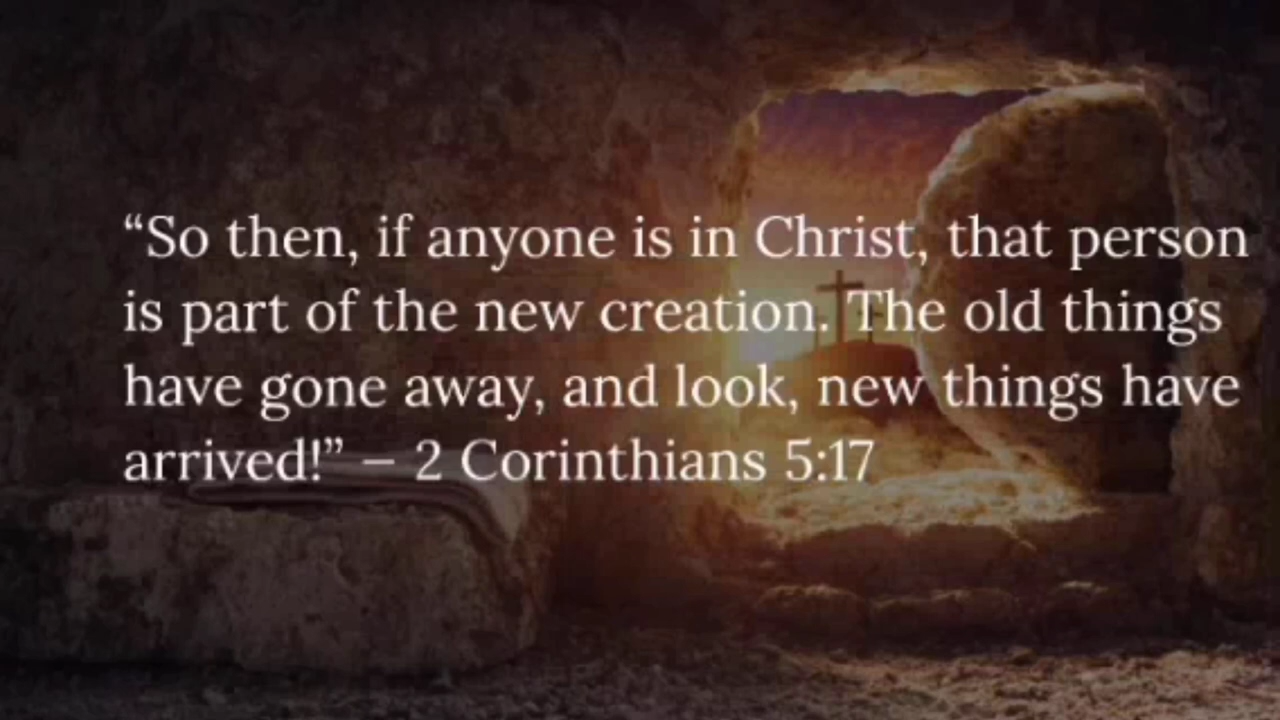 “So then, if anyone is in Christ, that person
is part of the new creation. The old things
have gone away, and look, new things have
arrived!” – 2 Corinthians 5:17